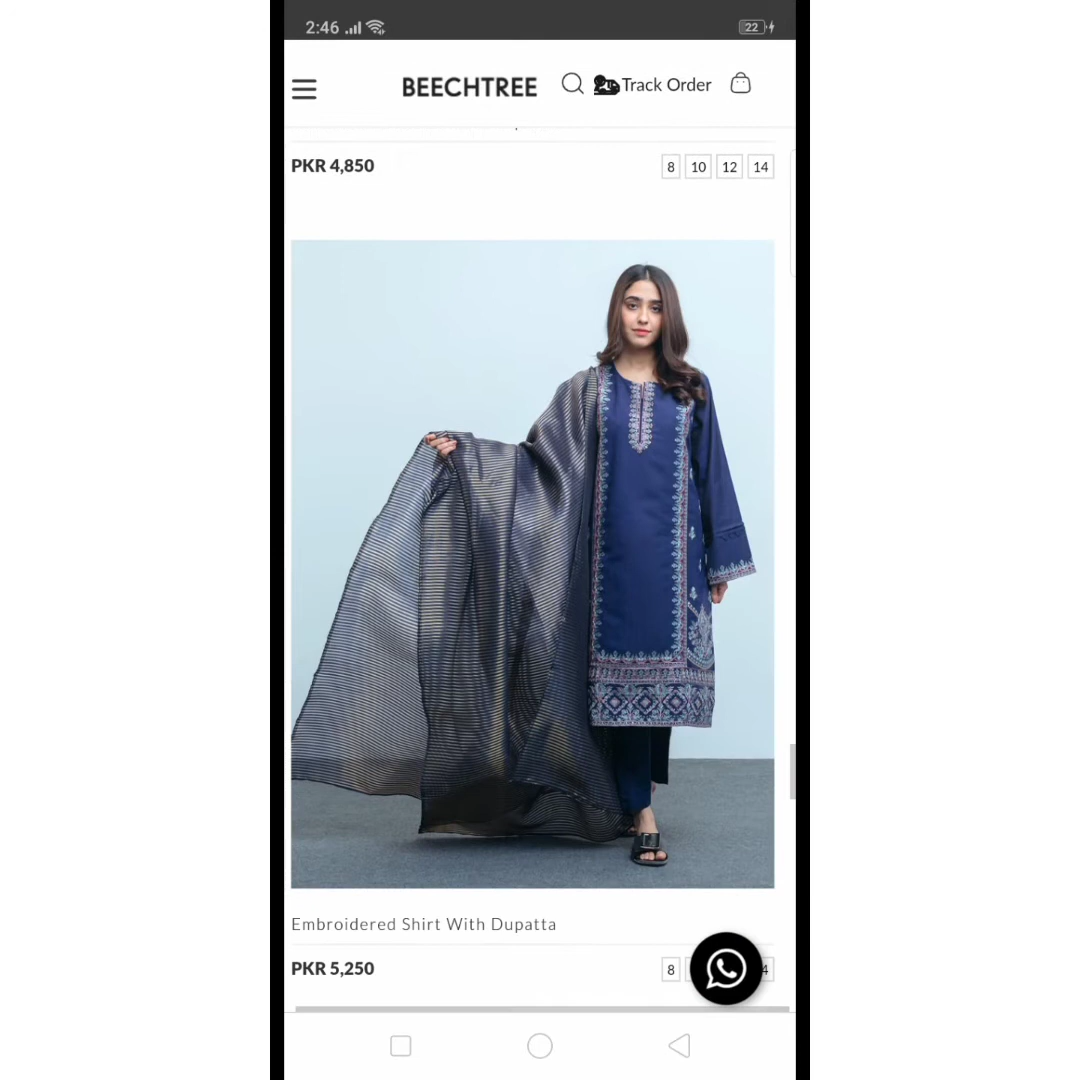 2:46 22
BEECHTREE Track Order
PKR 4,850 8 10 12 14
Embroidered Shirt With Dupatta
PKR 5,250 8